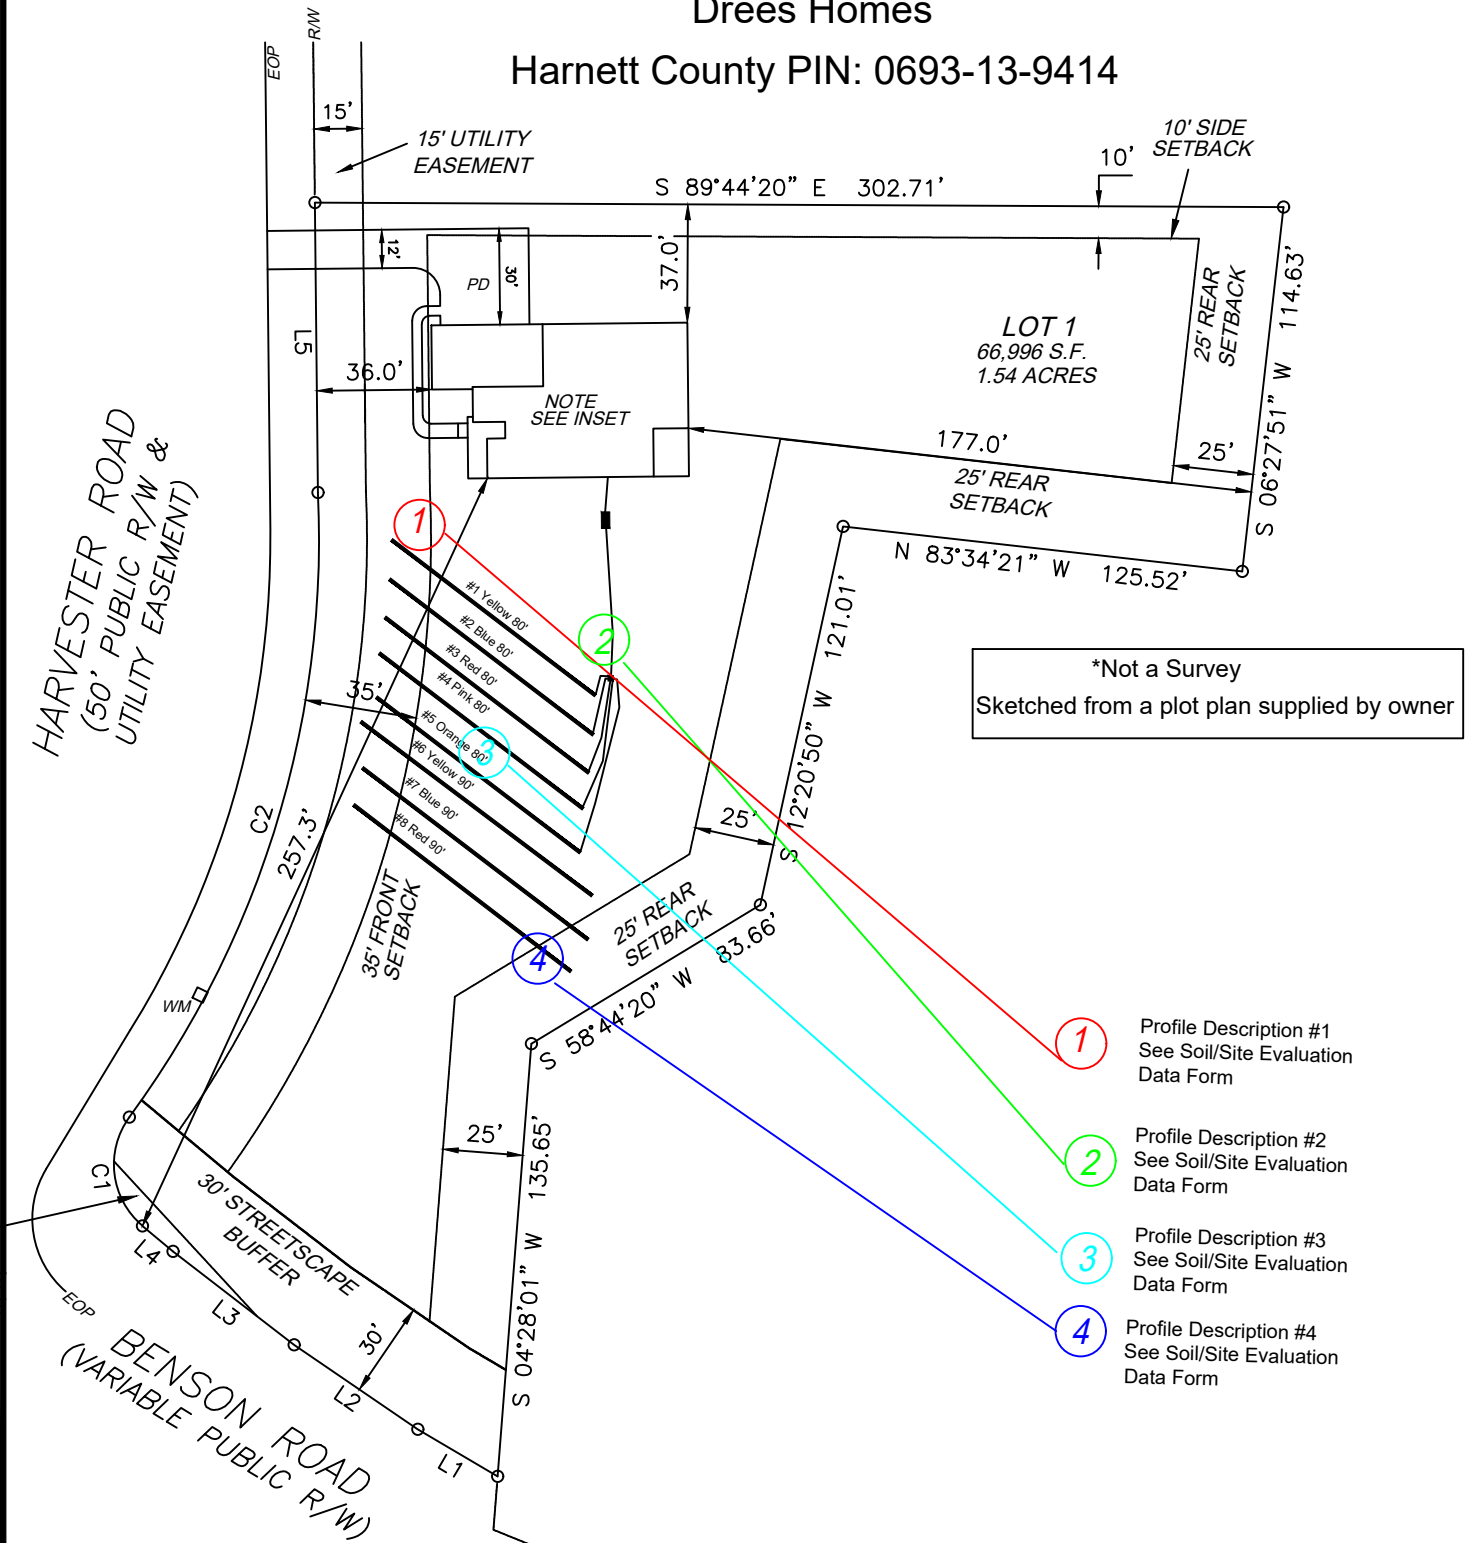 Drees Homes
Harnett County PIN: 0693-13-9414
EOP
R/W
15'
15' UTILITY
EASEMENT
10' SIDE
SETBACK
10'
S 89°44'20" E 302.71'
12'
30'
PD
37.0'
25' REAR
SETBACK
S 06°27'51" W 114.63'
LOT 1
66,996 S.F.
1.54 ACRES
L5
36.0'
NOTE
SEE INSET
177.0'
25'
25' REAR
SETBACK
N 83°34'21" W 125.52'
HARVESTER ROAD
(50' PUBLIC R/W &
UTILITY EASEMENT)
1
#1 Yellow 80'
#2 Blue 80'
#3 Red 80'
#4 Pink 80'
#5 Orange 80'
#6 Yellow 90'
#7 Blue 90'
#8 Red 90'
2
3
4
35'
S 12°20'50" W 121.01'
*Not a Survey
Sketched from a plot plan supplied by owner
C2
257.3'
25'
35' FRONT
SETBACK
25' REAR
SETBACK
S 58°44'20" W 83.66'
WM
1
Profile Description #1
See Soil/Site Evaluation
Data Form
2
Profile Description #2
See Soil/Site Evaluation
Data Form
3
Profile Description #3
See Soil/Site Evaluation
Data Form
4
Profile Description #4
See Soil/Site Evaluation
Data Form
25'
S 04°28'01" W 135.65'
C1
30' STREETSCAPE
BUFFER
L4
L3
EOP
30'
L2
L1
BENSON ROAD
(VARIABLE PUBLIC R/W)